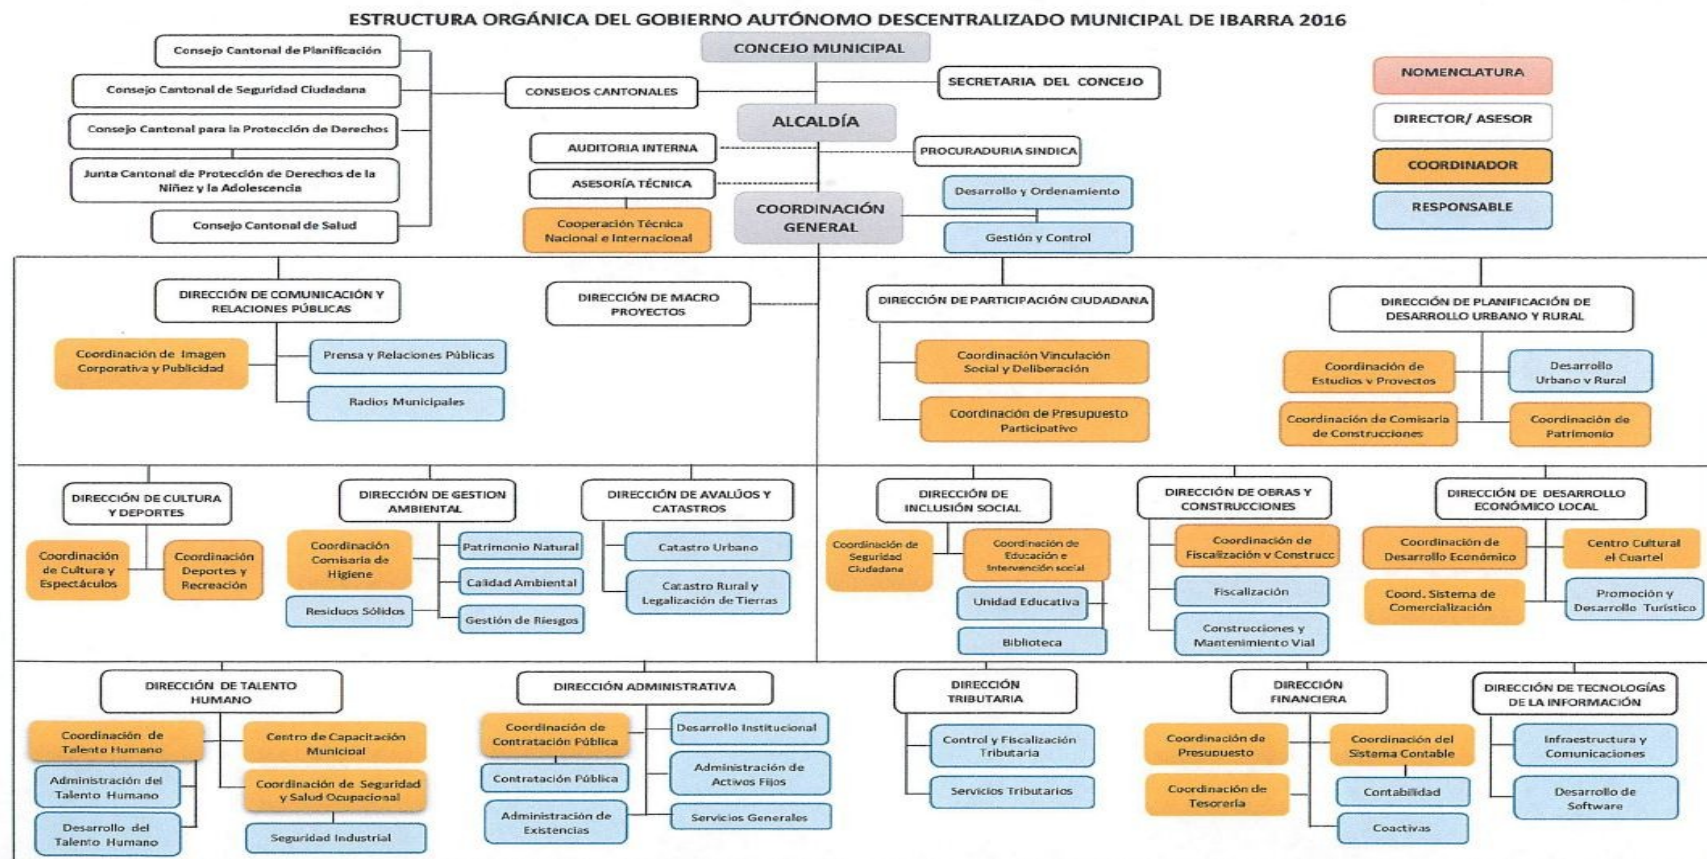 ESTRUCTURA ORGÁNICA DEL GOBIERNO AUTÓNOMO DESCENTRALIZADO MUNICIPAL DE IBARRA 2016
CONCEJO MUNICIPAL
Consejo Cantonal de Planificación
Consejo Cantonal de Seguridad Ciudadana
Consejo Cantonal para la Protección de Derechos
Junta Cantonal de Protección de Derechos de la
Niñez y la Adolescencia
Consejo Cantonal de Salud
CONSEJOS CANTONALES
SECRETARIA DEL CONCEJO
ALCALDÍA
AUDITORIA INTERNA
PROCURADURIA SINDICA
ASESORÍA TÉCNICA
Cooperación Técnica
Nacional e Internacional
COORDINACIÓN
GENERAL
Desarrollo y Ordenamiento
Gestión y Control
NOMENCLATURA
DIRECTOR/ ASESOR
COORDINADOR
RESPONSABLE
DIRECCIÓN DE COMUNICACIÓN Y
RELACIONES PÚBLICAS
Coordinación de Imagen
Corporativa y Publicidad
Prensa y Relaciones Públicas
Radios Municipales
DIRECCIÓN DE MACRO
PROYECTOS
DIRECCIÓN DE PARTICIPACIÓN CIUDADANA
Coordinación Vinculación
Social y Deliberación
Coordinación de Presupuesto
Participativo
DIRECCIÓN DE PLANIFICACIÓN DE
DESARROLLO URBANO Y RURAL
Coordinación de
Estudios y Proyectos
Desarrollo
Urbano y Rural
Coordinación de Comisaria
de Construcciones
Coordinación de
Patrimonio
DIRECCIÓN DE CULTURA
Y DEPORTES
Coordinación
de Cultura y
Espectáculos
Coordinación
Deportes y
Recreación
DIRECCIÓN DE GESTION
AMBIENTAL
Coordinación
Comisaria de
Higiene
Residuos Sólidos
Patrimonio Natural
Calidad Ambiental
Gestión de Riesgos
DIRECCIÓN DE AVALÚOS Y
CATASTROS
Catastro Urbano
Catastro Rural y
Legalización de Tierras
DIRECCIÓN DE
INCLUSIÓN SOCIAL
Coordinación de
Seguridad
Ciudadana
Coordinación de
Educación e
Intervención social
Unidad Educativa
Biblioteca
DIRECCIÓN DE OBRAS Y
CONSTRUCCIONES
Coordinación de
Fiscalización y Construcc
Fiscalización
Construcciones y
Mantenimiento Vial
DIRECCIÓN DE DESARROLLO
ECONÓMICO LOCAL
Coordinación de
Desarrollo Económico
Centro Cultural
el Cuartel
Coord. Sistema de
Comercialización
Promoción y
Desarrollo Turístico
DIRECCIÓN DE TALENTO
HUMANO
Coordinación de
Talento Humano
Administración del
Talento Humano
Desarrollo del
Talento Humano
Centro de Capacitación
Municipal
Coordinación de Seguridad
y Salud Ocupacional
Seguridad Industrial
DIRECCIÓN ADMINISTRATIVA
Coordinación de
Contratación Pública
Contratación Pública
Administración de
Existencias
Desarrollo Institucional
Administración de
Activos Fijos
Servicios Generales
DIRECCIÓN
TRIBUTARIA
Control y Fiscalización
Tributaria
Servicios Tributarios
DIRECCIÓN
FINANCIERA
Coordinación de
Presupuesto
Coordinación de
Tesorería
Coordinación del
Sistema Contable
Contabilidad
Coactivas
DIRECCIÓN DE TECNOLOGÍAS
DE LA INFORMACIÓN
Infraestructura y
Comunicaciones
Desarrollo de
Software